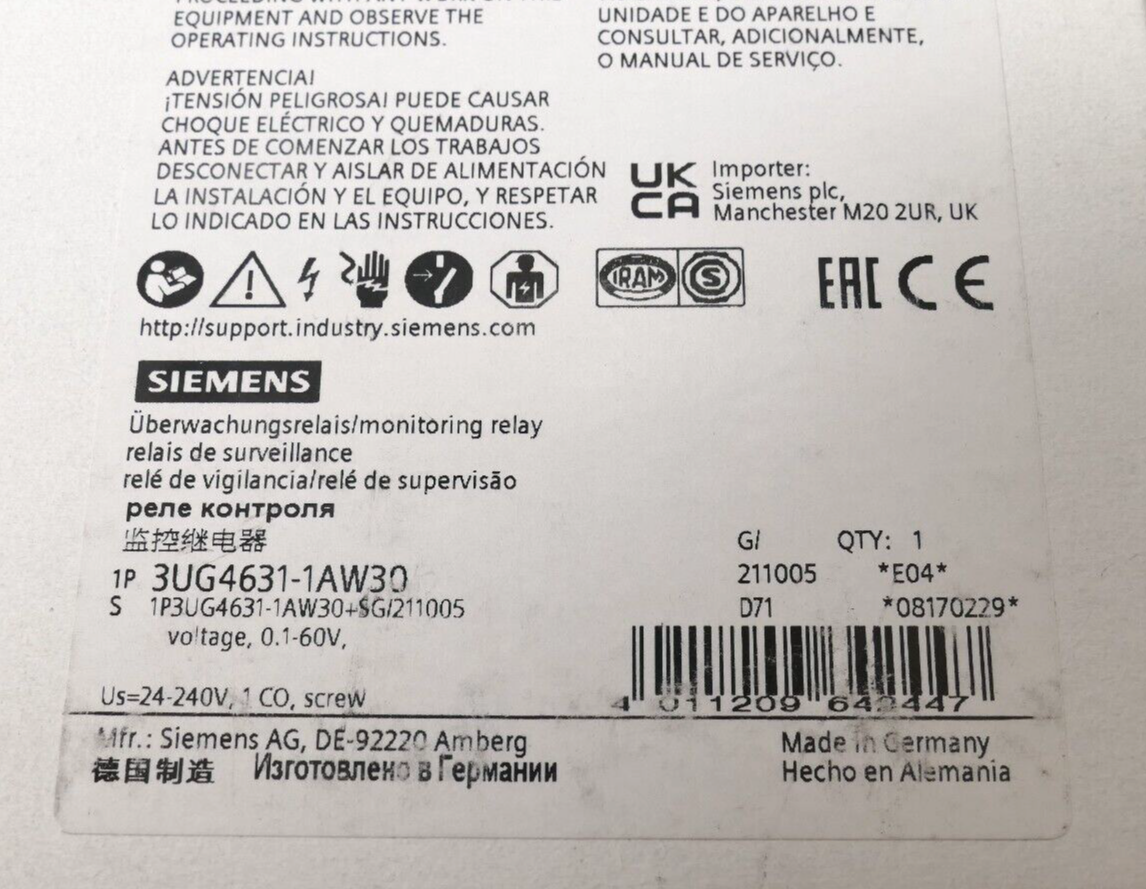 EQUIPMENT AND OBSERVE THE
OPERATING INSTRUCTIONS.
UNIDADE E DO APARELHO E
CONSULTAR, ADICIONALMENTE,
O MANUAL DE SERVIÇO.
ADVERTENCIA!
¡TENSIÓN PELIGROSA! PUEDE CAUSAR
CHOQUE ELÉCTRICO Y QUEMADURAS.
ANTES DE COMENZAR LOS TRABAJOS
DESCONECTAR Y AISLAR DE ALIMENTACIÓN
LA INSTALACIÓN Y EL EQUIPO, Y RESPETAR
LO INDICADO EN LAS INSTRUCCIONES.
UK
CA
Importer:
Siemens plc,
Manchester M20 2UR, UK
IRAM S
EAC CE
http://support.industry.siemens.com
SIEMENS
Überwachungsrelais/monitoring relay
relais de surveillance
relé de vigilancia/relé de supervisão
реле контроля
监控继电器
G/ QTY: 1
1P 3UG4631-1AW30
211005 *E04*
S 1P3UG4631-1AW30+SG/211005
D71 *08170229*
voltage, 0.1-60V,
Us=24-240V, 1 CO, screw
4 011209 642447
Mfr.: Siemens AG, DE-92220 Amberg
Made in Germany
德国制造 Изготовлено в Германии
Hecho en Alemania